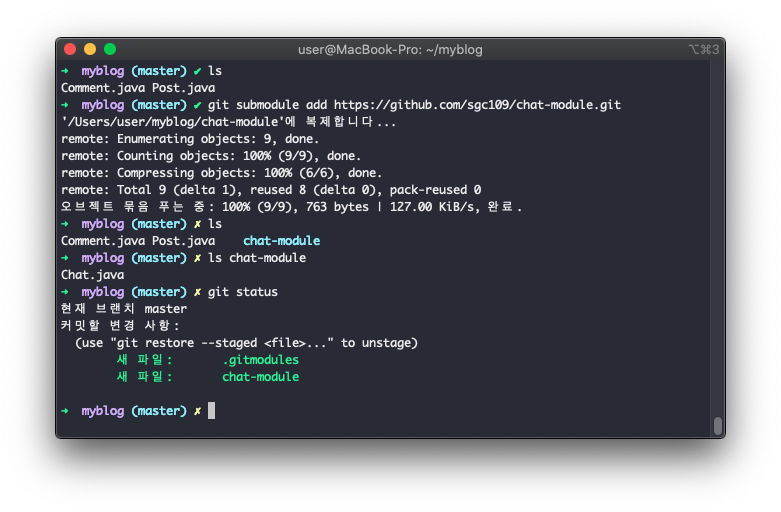 user@MacBook-Pro: ~/myblog ⌥⌘3
➜ myblog (master) ✔ ls
Comment.java Post.java
➜ myblog (master) ✔ git submodule add https://github.com/sgc109/chat-module.git
'/Users/user/myblog/chat-module'에 복제합니다...
remote: Enumerating objects: 9, done.
remote: Counting objects: 100% (9/9), done.
remote: Compressing objects: 100% (6/6), done.
remote: Total 9 (delta 1), reused 8 (delta 0), pack-reused 0
오브젝트 묶음 푸는 중: 100% (9/9), 763 bytes | 127.00 KiB/s, 완료.
➜ myblog (master) ✗ ls
Comment.java Post.java chat-module
➜ myblog (master) ✗ ls chat-module
Chat.java
➜ myblog (master) ✗ git status
현재 브랜치 master
커밋할 변경 사항:
(use "git restore --staged <file>..." to unstage)
새 파일: .gitmodules
새 파일: chat-module
➜ myblog (master) ✗